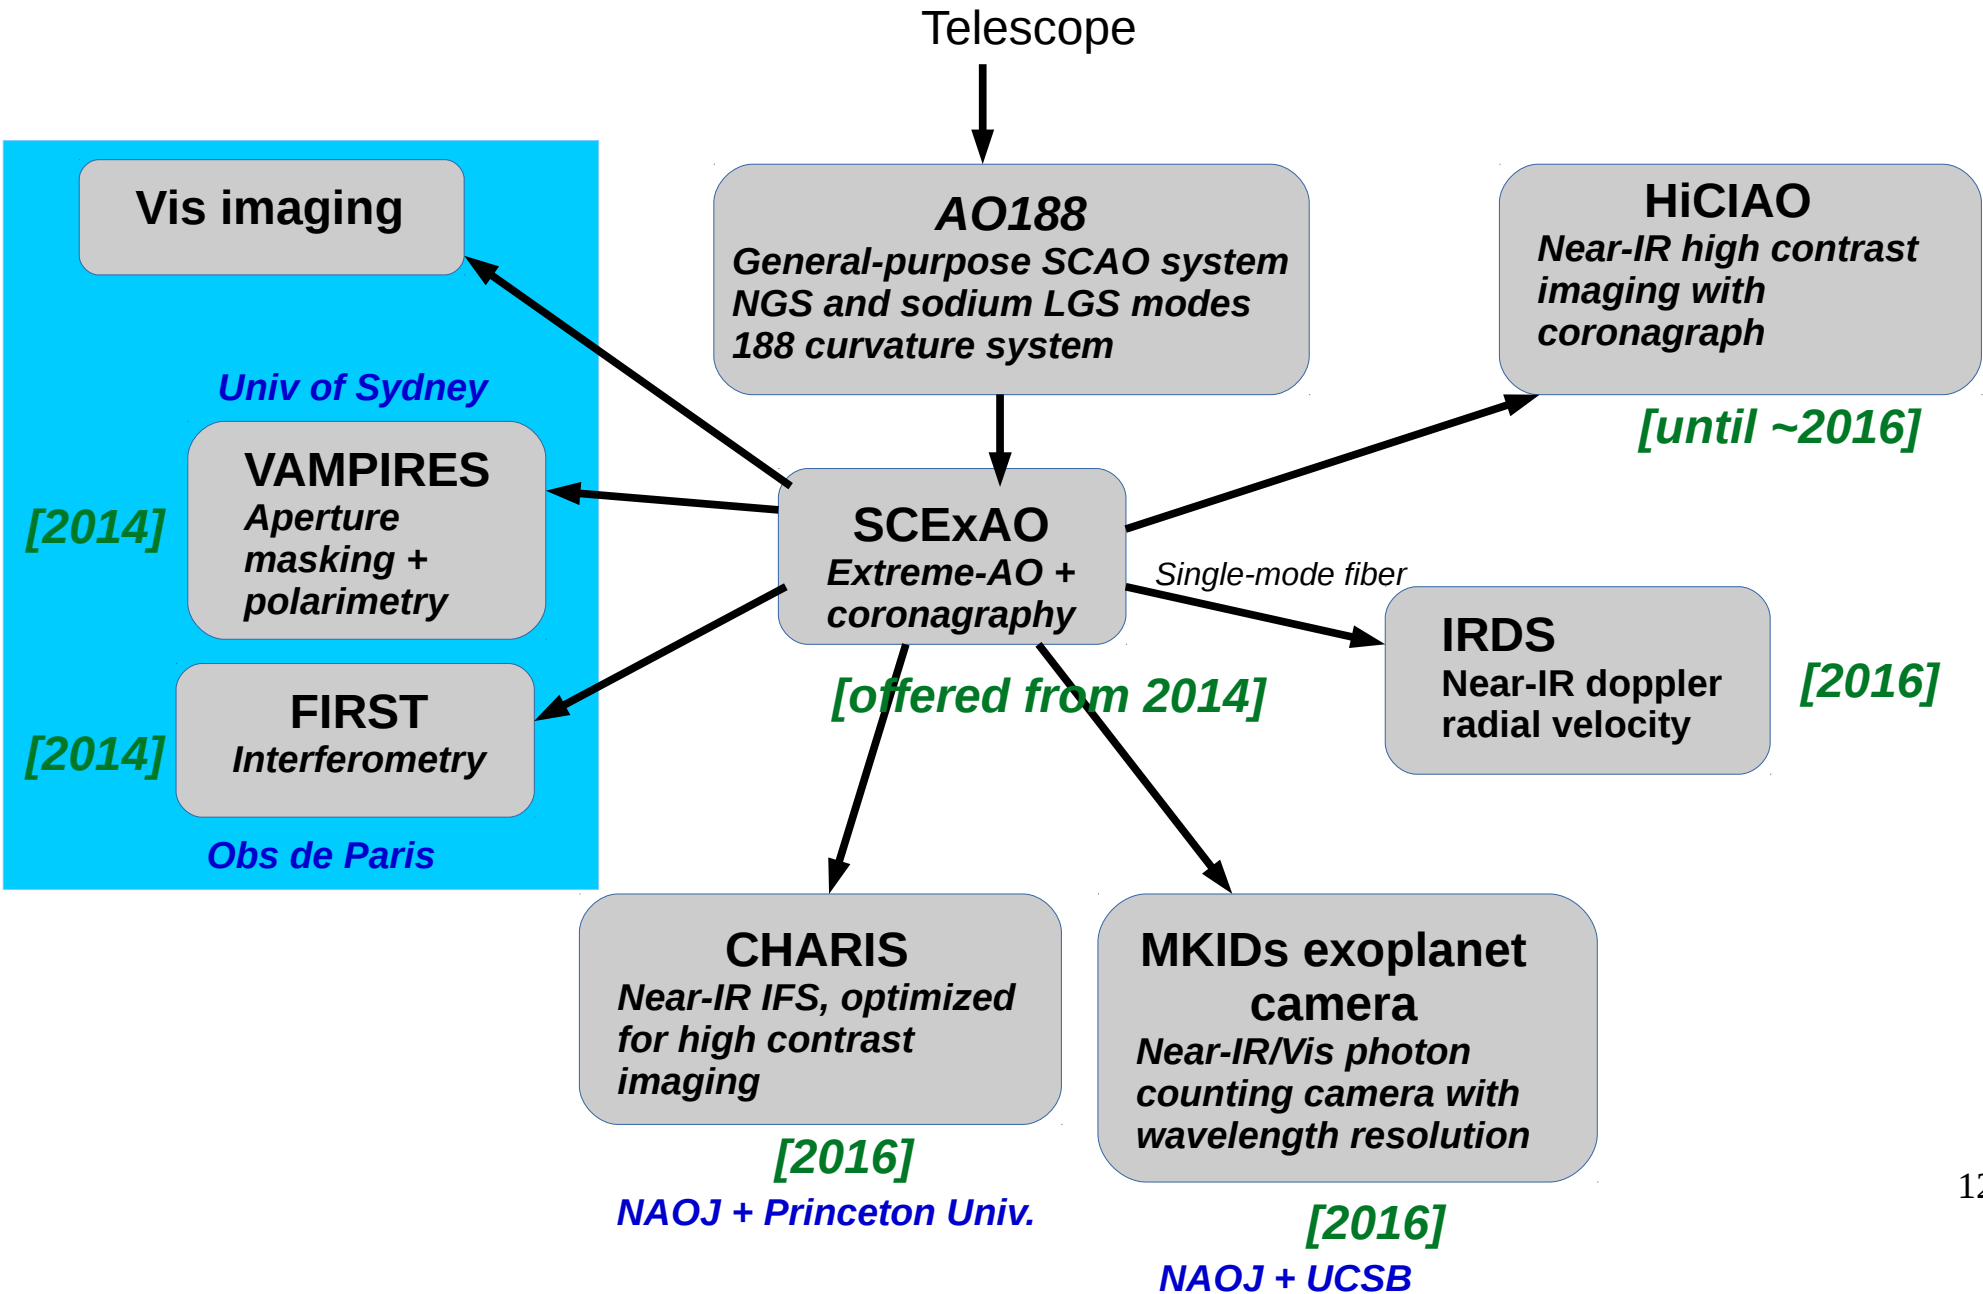 Telescope
Vis imaging
AO188
General-purpose SCAO system
NGS and sodium LGS modes
188 curvature system
HiCIAO
Near-IR high contrast
imaging with
coronagraph
[until ~2016]
Univ of Sydney
VAMPIRES
Aperture
masking +
polarimetry
[2014]
SCExAO
Extreme-AO +
coronagraphy
[offered from 2014]
Single-mode fiber
IRDS
Near-IR doppler
radial velocity
[2016]
FIRST
Interferometry
[2014]
Obs de Paris
CHARIS
Near-IR IFS, optimized
for high contrast
imaging
[2016]
NAOJ + Princeton Univ.
MKIDs exoplanet
camera
Near-IR/Vis photon
counting camera with
wavelength resolution
[2016]
NAOJ + UCSB
12